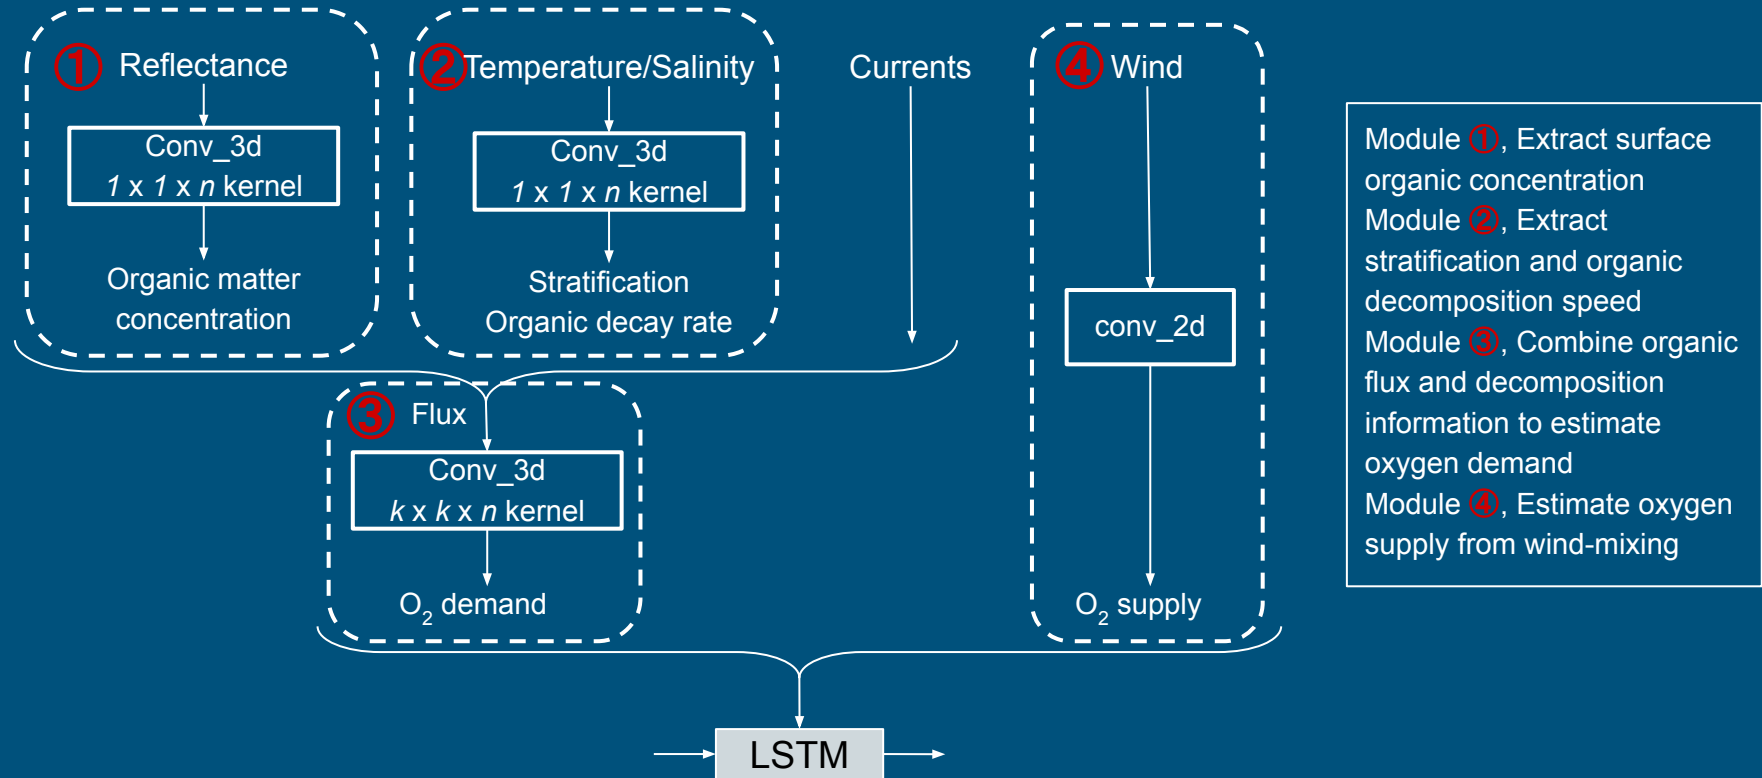 ① Reflectance
Conv_3d
1 x 1 x n kernel
Organic matter
concentration
② Temperature/Salinity
Conv_3d
1 x 1 x n kernel
Stratification
Organic decay rate
Currents
④ Wind
conv_2d
O2 supply
③ Flux
Conv_3d
k x k x n kernel
O2 demand
LSTM
Module ①, Extract surface
organic concentration
Module ②, Extract
stratification and organic
decomposition speed
Module ③, Combine organic
flux and decomposition
information to estimate
oxygen demand
Module ④, Estimate oxygen
supply from wind-mixing